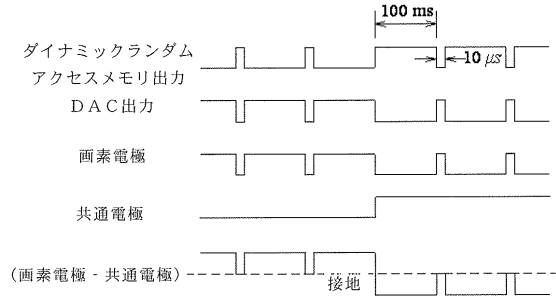 100 ms
ダイナミックランダム
アクセスメモリ出力
10 μs
DAC出力
画素電極
共通電極
(画素電極 - 共通電極)
接地